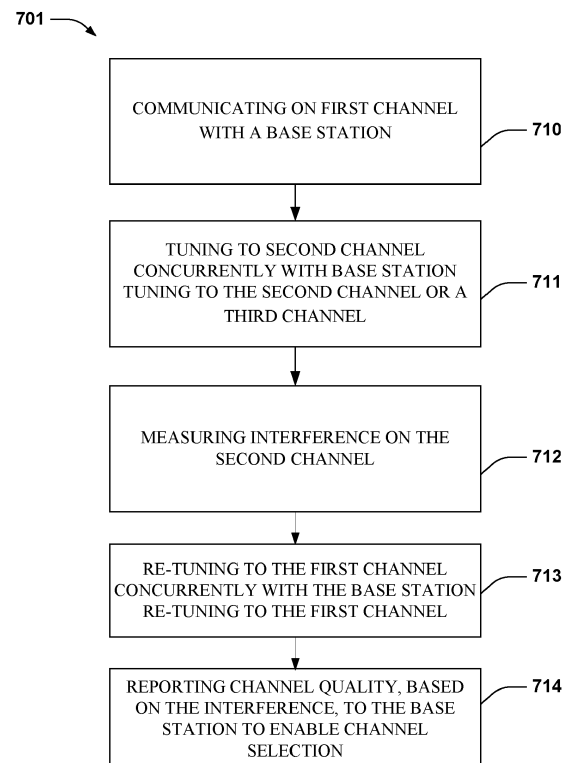 701
COMMUNICATING ON FIRST CHANNEL
WITH A BASE STATION
710
TUNING TO SECOND CHANNEL
CONCURRENTLY WITH BASE STATION
TUNING TO THE SECOND CHANNEL OR A
THIRD CHANNEL
711
MEASURING INTERFERENCE ON THE
SECOND CHANNEL
712
RE-TUNING TO THE FIRST CHANNEL
CONCURRENTLY WITH THE BASE STATION
RE-TUNING TO THE FIRST CHANNEL
713
REPORTING CHANNEL QUALITY, BASED
ON THE INTERFERENCE, TO THE BASE
STATION TO ENABLE CHANNEL
SELECTION
714